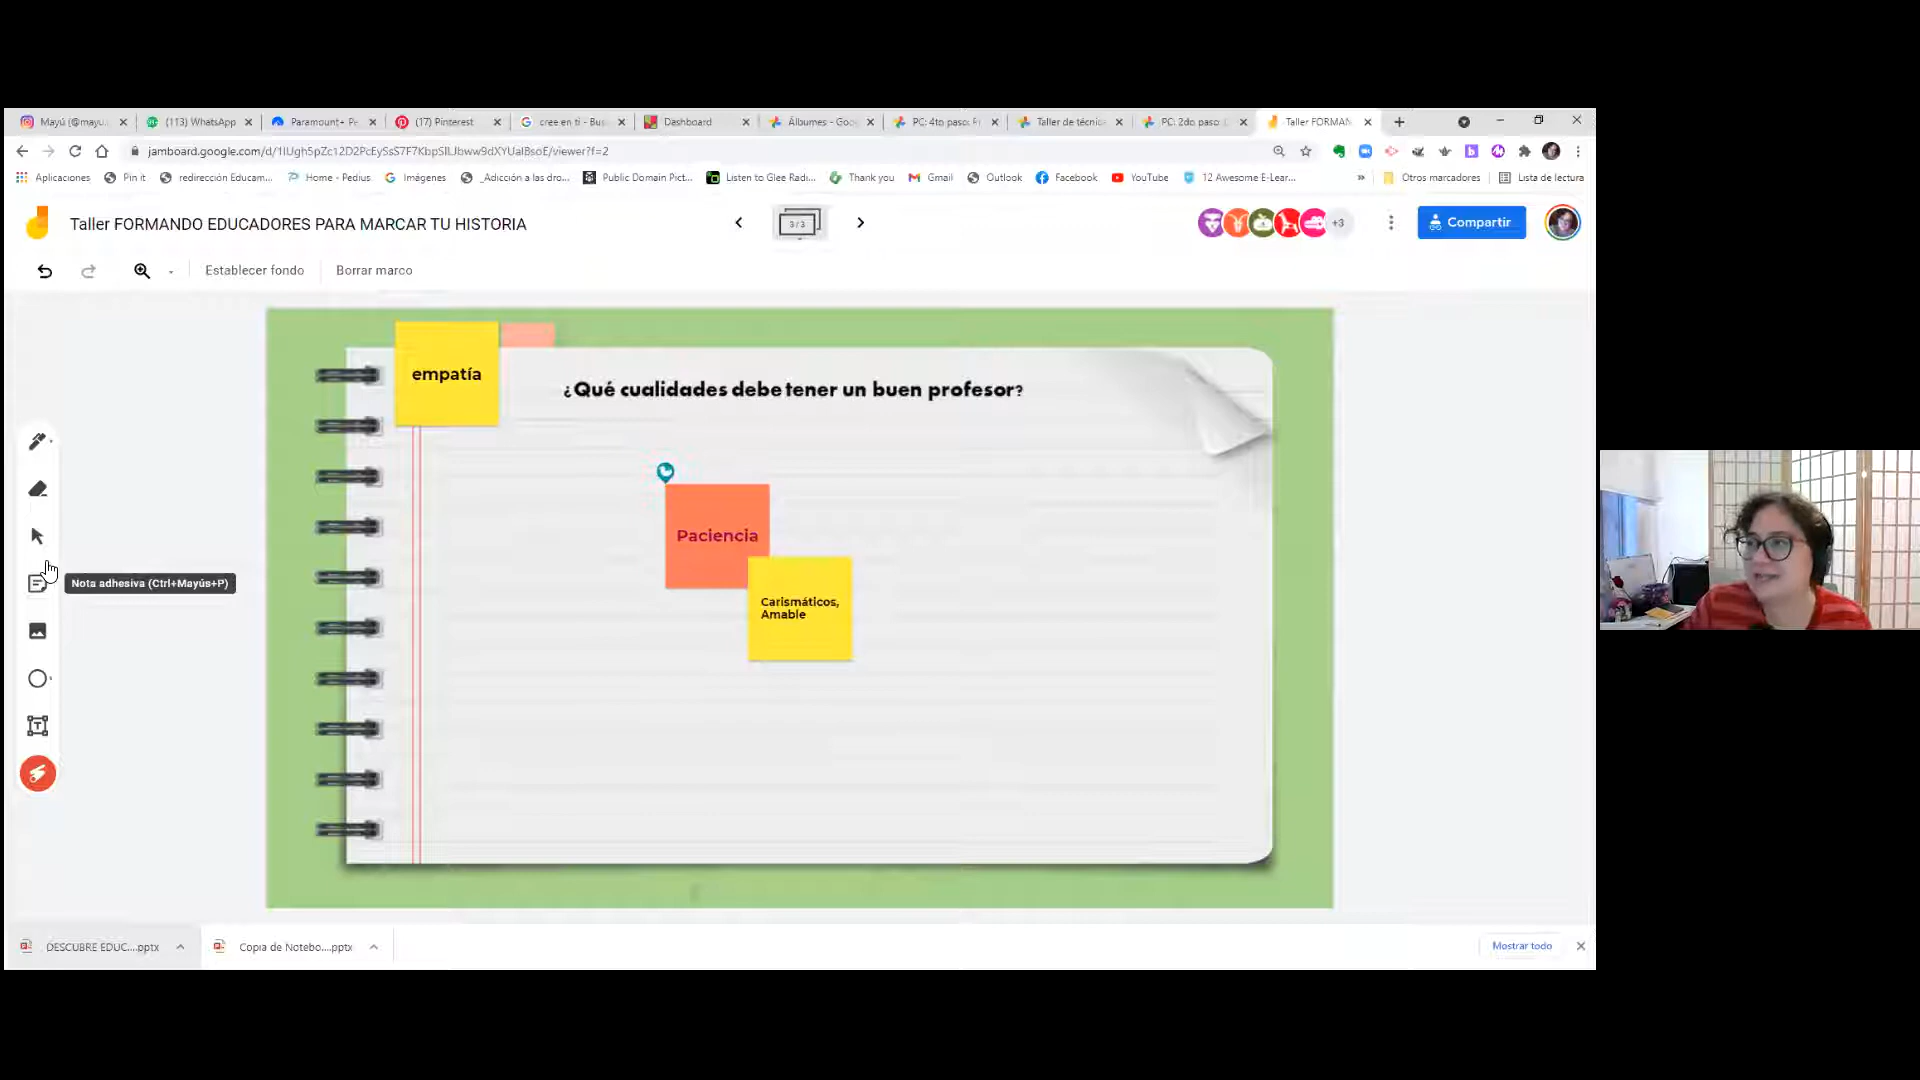 Mayú (@mayu...
(113) WhatsApp
Paramount+ Pe
(17) Pinterest
cree en ti - Bus
Dashboard
Álbumes - Goo
PC: 4to paso:
Taller de técnic
PC: 2do paso:
Taller FORMAN
jamboard.google.com
viewer?f=2
Aplicaciones
Pin it
redirección Educam...
Home - Pedius
Imágenes
_Adicción a las dro...
Public Domain Pict...
Listen to Glee Radi...
Thank you
Gmail
Outlook
Facebook
YouTube
12 Awesome E-Lear...
»
Otros marcadores
Lista de lectura
Taller FORMANDO EDUCADORES PARA MARCAR TU HISTORIA
3 / 3
+3
Compartir
Establecer fondo
Borrar marco
empatía
¿Qué cualidades debe tener un buen profesor?
Paciencia
Carismáticos,
Amable
Nota adhesiva (Ctrl+Mayús+P)
DESCUBRE EDUC....pptx
Copia de Notebo....pptx
Mostrar todo